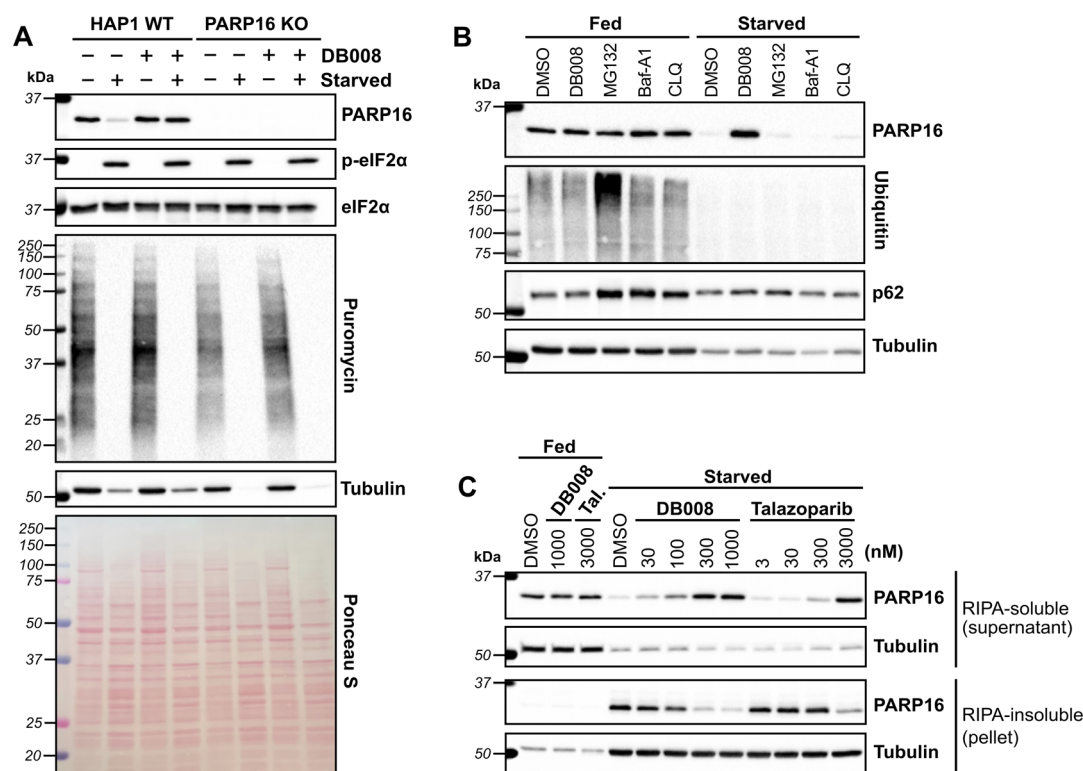 A
HAP1 WT PARP16 KO
– – + + – – + + DB008
– + – + – + – + Starved
kDa
37 PARP16
37 p-eIF2α
37 eIF2α
250
150
100
75
50
37
25
20
Puromycin
50 Tubulin
250
150
100
75
50
37
25
20
Ponceau S
B
Fed Starved
DMSO DB008 MG132 Baf-A1 CLQ DMSO DB008 MG132 Baf-A1 CLQ
kDa
37 PARP16
250
150
100
75
Ubiquitin
50 p62
50 Tubulin
C
Fed Starved
DB008 Tal. DB008 Talazoparib
DMSO 1000 3000 DMSO 30 100 300 1000 3 30 300 3000 (nM)
kDa
37 PARP16
50 Tubulin
RIPA-soluble
(supernatant)
37 PARP16
50 Tubulin
RIPA-insoluble
(pellet)